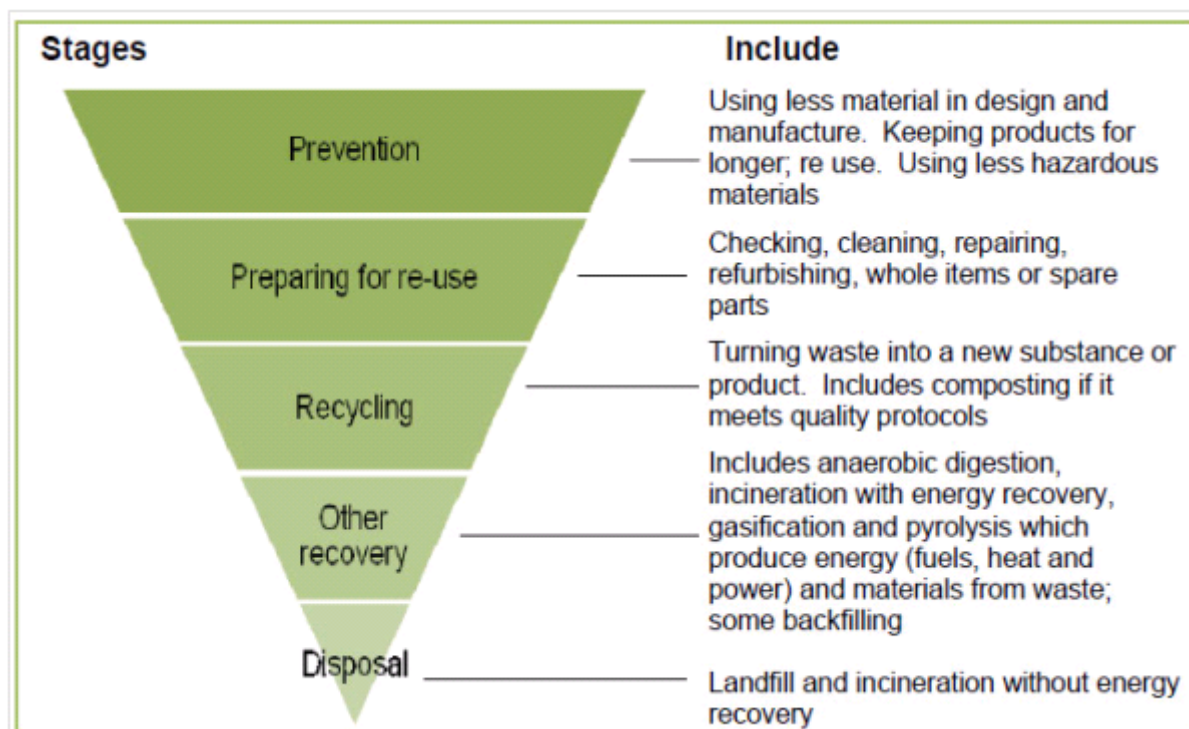 Stages
Include
Prevention
Using less material in design and
manufacture. Keeping products for
longer; re use. Using less hazardous
materials
Preparing for re-use
Checking, cleaning, repairing,
refurbishing, whole items or spare
parts
Recycling
Turning waste into a new substance or
product. Includes composting if it
meets quality protocols
Other
recovery
Includes anaerobic digestion,
incineration with energy recovery,
gasification and pyrolysis which
produce energy (fuels, heat and
power) and materials from waste;
some backfilling
Disposal
Landfill and incineration without energy
recovery